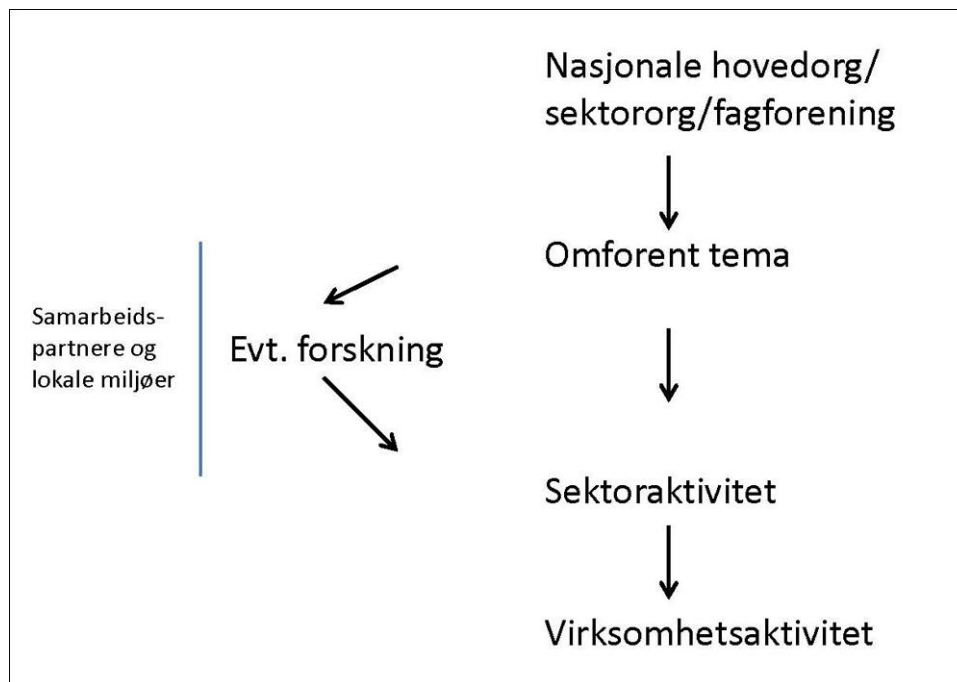 Nasjonale hovedorg/
sektororg/fagforening
Omforent tema
Samarbeids-
partnere og
lokale miljøer
Evt. forskning
Sektoraktivitet
Virksomhetsaktivitet